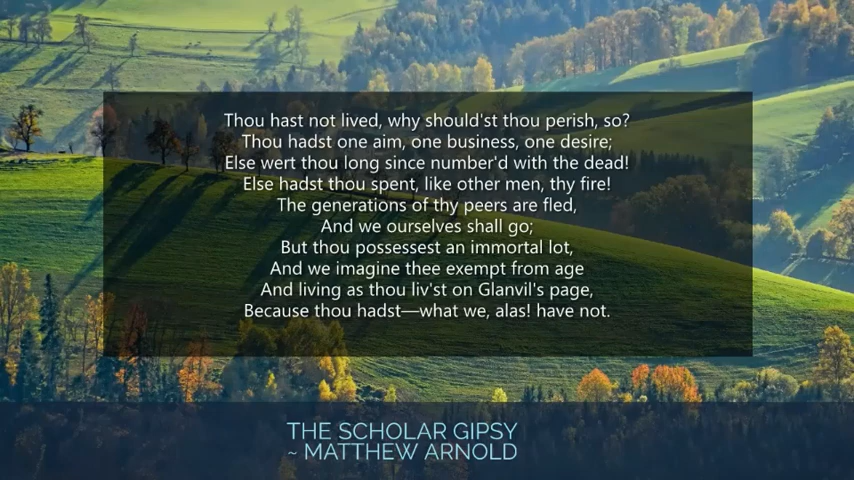 Thou hast not lived, why should'st thou perish, so?
Thou hadst one aim, one business, one desire;
Else wert thou long since number'd with the dead!
Else hadst thou spent, like other men, thy fire!
The generations of thy peers are fled,
And we ourselves shall go;
But thou possessest an immortal lot,
And we imagine thee exempt from age
And living as thou liv'st on Glanvil's page,
Because thou hadst—what we, alas! have not.
THE SCHOLAR GIPSY
~ MATTHEW ARNOLD